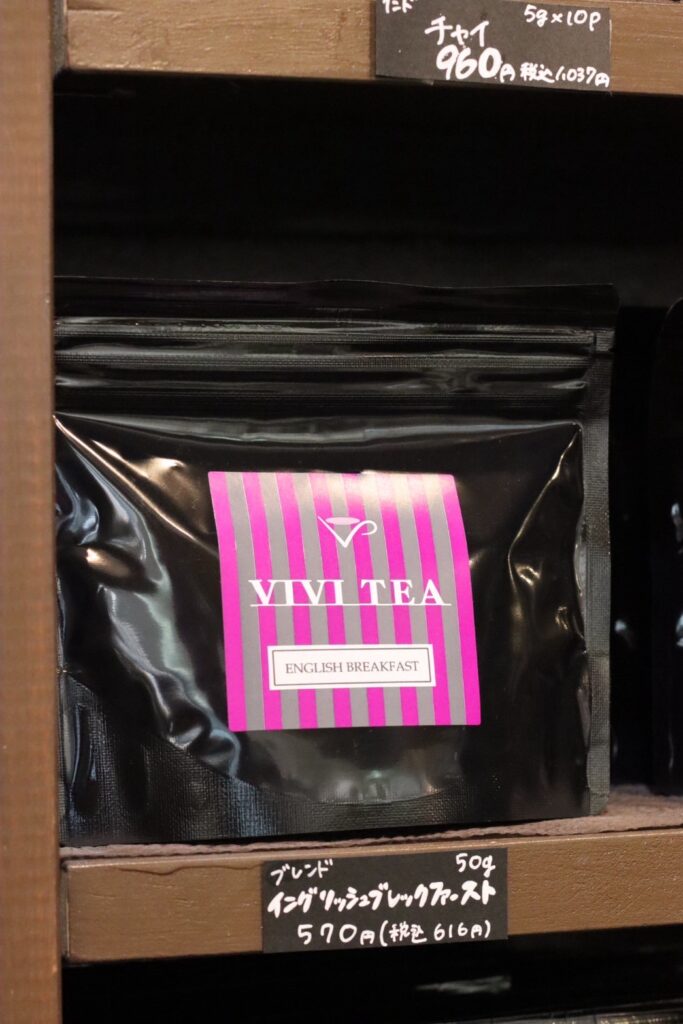 5g×10p
チャイ
960円 税込1,037円
VIVI TEA
ENGLISH BREAKFAST
ブレンド 50g
イングリッシュブレックファースト
570円(税込616円)